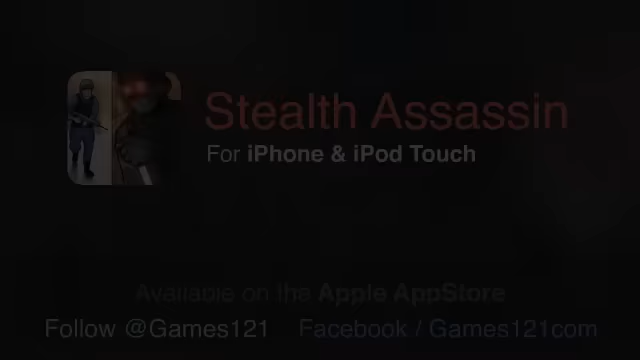 Stealth Assassin
For iPhone & iPod Touch
Available on the Apple AppStore
Follow @Games121 Facebook / Games121com